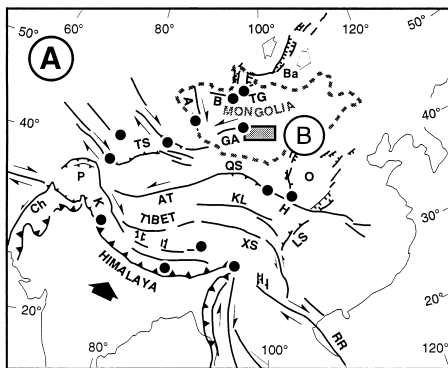 50° 80° 100° 120° 50°
A
Ba
A B TG
MONGOLIA
40° 40°
TS GA B
QS
P O
AT KL
Ch K H
TIBET
XS LS
HIMALAYA
30°
20° 20°
RR
80° 100° 120°